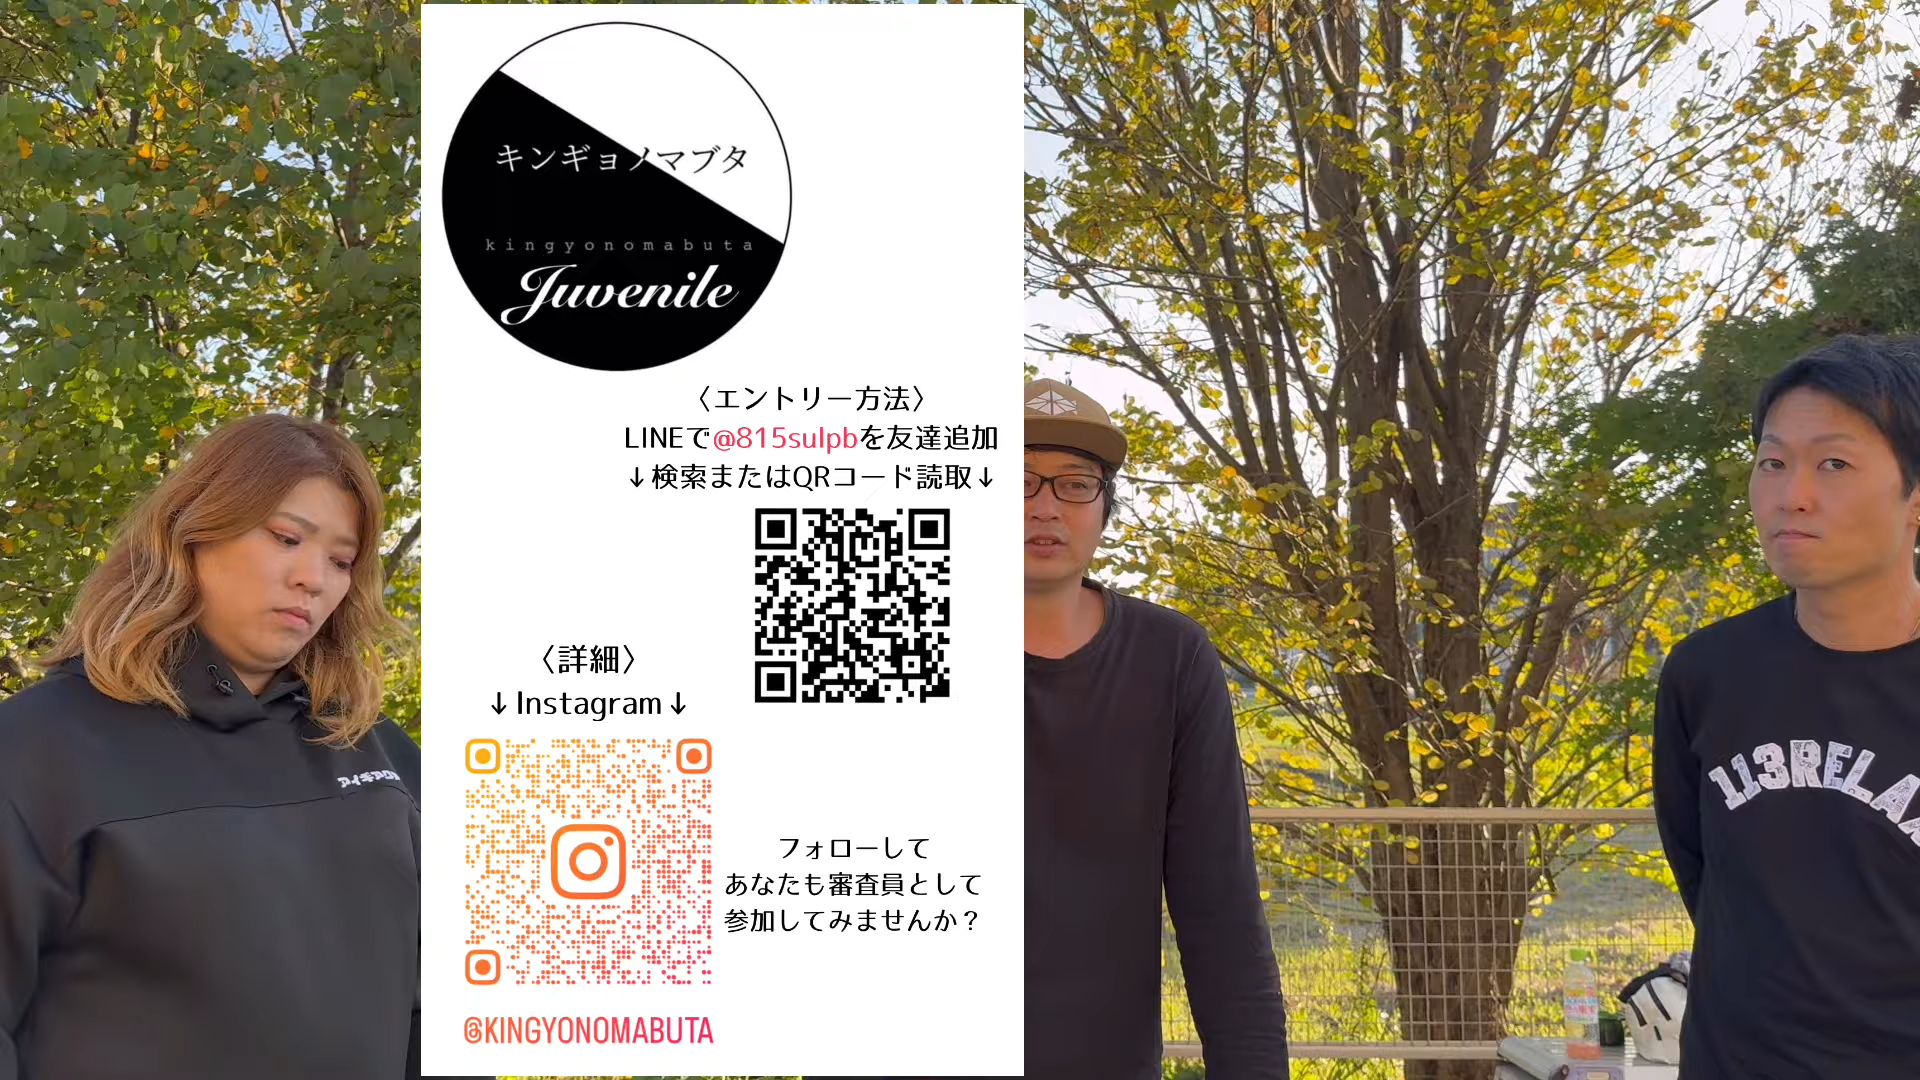 キンギョノマブタ
kingyonomabuta
Juvenile
〈エントリー方法〉
LINEで@815sulpbを友達追加
↓検索またはQRコード読取↓
〈詳細〉
↓Instagram↓
フォローして
あなたも審査員として
参加してみませんか？
@KINGYONOMABUTA
113RELA